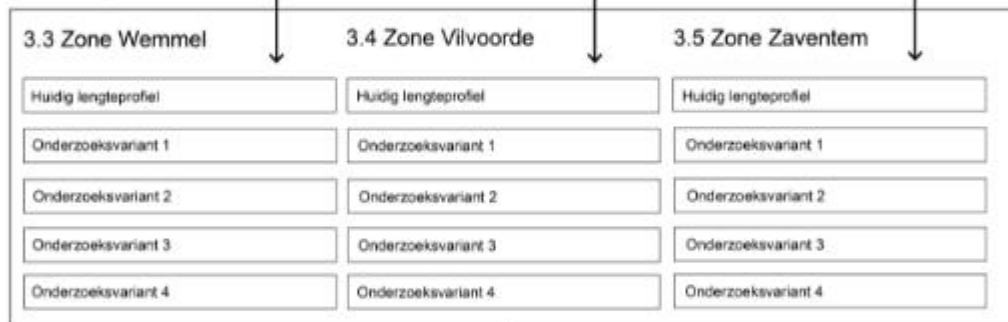 3.3 Zone Wemmel
Huidig lengteprofiel
Onderzoeksvariant 1
Onderzoeksvariant 2
Onderzoeksvariant 3
Onderzoeksvariant 4
3.4 Zone Vilvoorde
Huidig lengteprofiel
Onderzoeksvariant 1
Onderzoeksvariant 2
Onderzoeksvariant 3
Onderzoeksvariant 4
3.5 Zone Zaventem
Huidig lengteprofiel
Onderzoeksvariant 1
Onderzoeksvariant 2
Onderzoeksvariant 3
Onderzoeksvariant 4